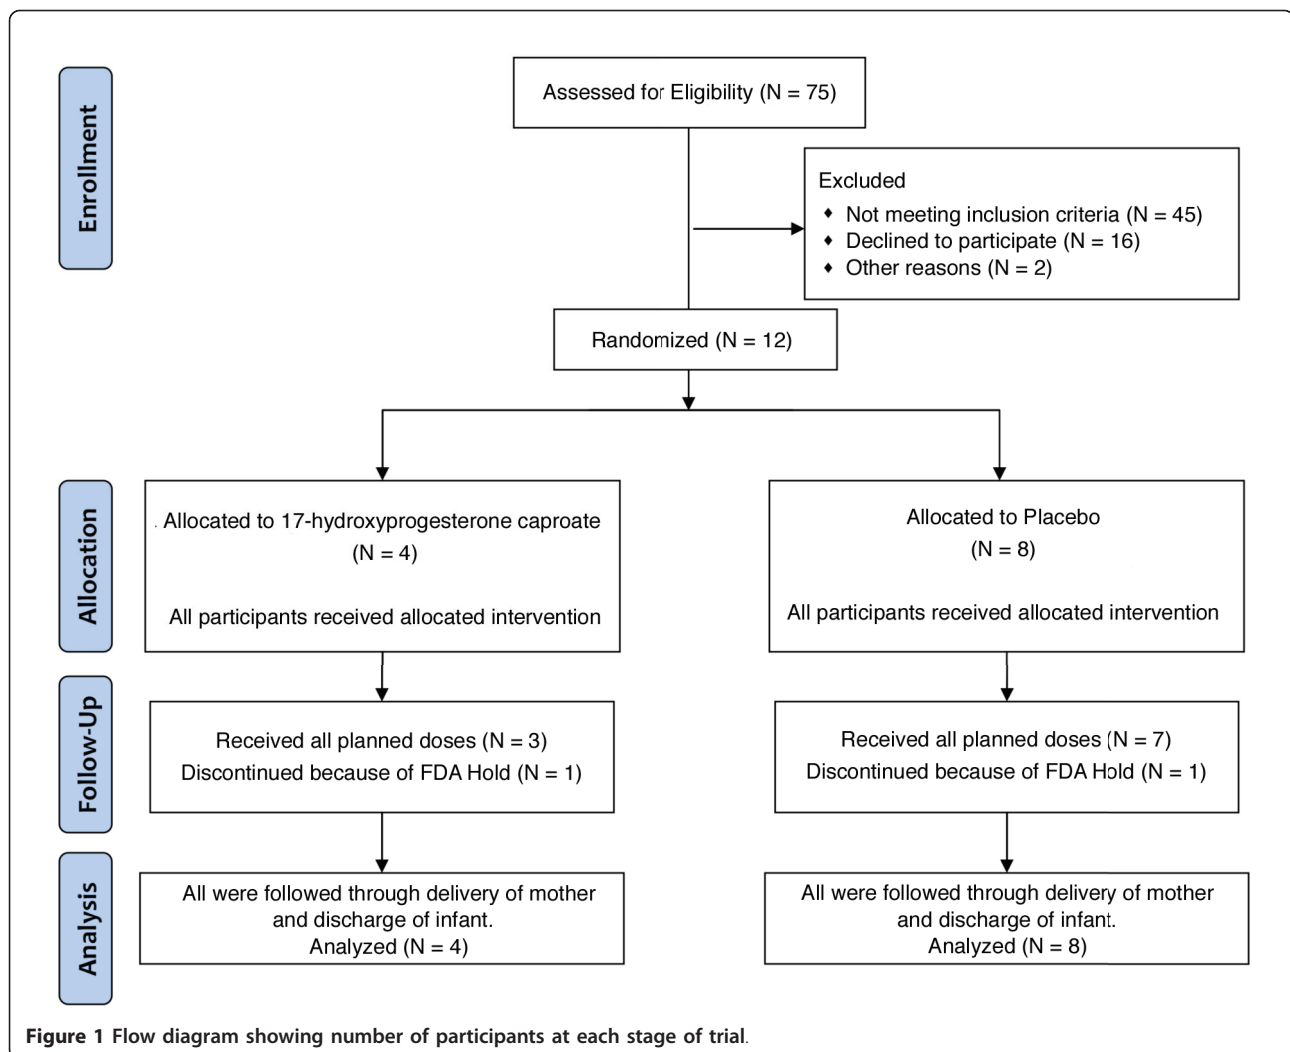 Enrollment
Assessed for Eligibility (N = 75)
Excluded
♦ Not meeting inclusion criteria (N = 45)
♦ Declined to participate (N = 16)
♦ Other reasons (N = 2)
Randomized (N = 12)
Allocation
Allocated to 17-hydroxyprogesterone caproate
(N = 4)
All participants received allocated intervention
Allocated to Placebo
(N = 8)
All participants received allocated intervention
Follow-Up
Received all planned doses (N = 3)
Discontinued because of FDA Hold (N = 1)
Received all planned doses (N = 7)
Discontinued because of FDA Hold (N = 1)
Analysis
All were followed through delivery of mother
and discharge of infant.
Analyzed (N = 4)
All were followed through delivery of mother
and discharge of infant.
Analyzed (N = 8)
Figure 1 Flow diagram showing number of participants at each stage of trial.